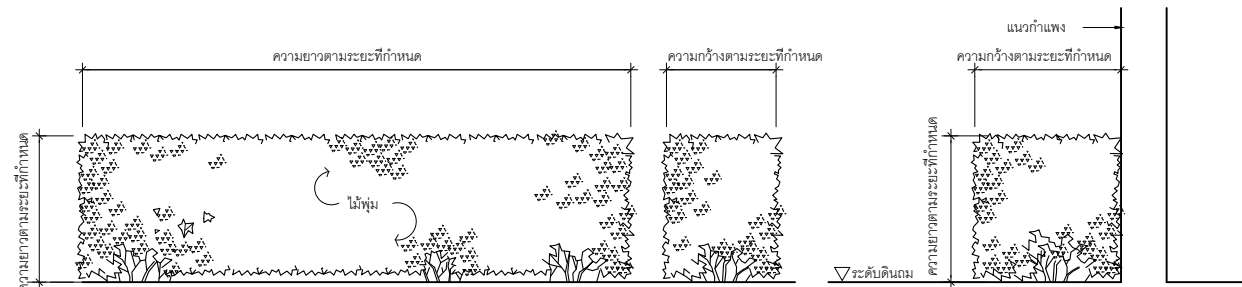 แนวกำแพง
ความยาวตามระยะที่กำหนด
ความกว้างตามระยะที่กำหนด
ความกว้างตามระยะที่กำหนด
ความยาวตามระยะที่กำหนด
ความยาวตามระยะที่กำหนด
ไม้พุ่ม
ระดับดินถม